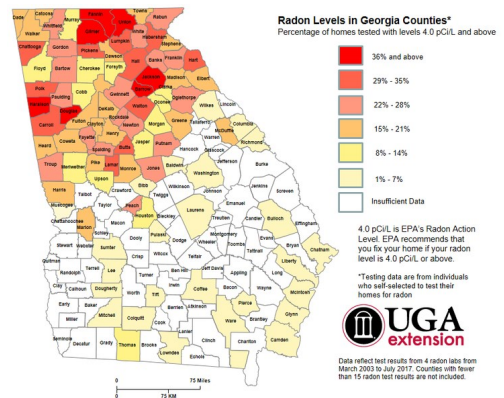 Radon Levels in Georgia Counties*
Percentage of homes tested with levels 4.0 pCi/L and above
36% and above
29% - 35%
22% - 28%
15% - 21%
8% - 14%
1% - 7%
Insufficient Data
4.0 pCi/L is EPA's Radon Action
Level. EPA recommends that
you fix your home if your radon
level is 4.0 pCi/L or above.
*Testing data are from individuals
who self-selected to test their
homes for radon
UGA
extension
Data reflect test results from 4 radon labs from
March 2003 to July 2017. Counties with fewer
than 15 radon test results are not included.
Dade Catoosa Murray Fannin Union Towns Rabun
Walker Whitfield Gilmer White Habersham
Chattooga Gordon Pickens Lumpkin Stephens
Dawson Hall Banks Franklin Hart
Floyd Bartow Cherokee Forsyth Jackson Madison Elbert
Polk Paulding Cobb Gwinnett Barrow Clarke Oglethorpe
Haralson Douglas Fulton DeKalb Walton Oconee Wilkes Lincoln
Carroll Clayton Rockdale Newton Morgan Greene Columbia
Heard Coweta Fayette Henry Jasper Putnam Hancock Warren McDuffie Richmond
Troup Meriwether Spalding Pike Lamar Butts Monroe Jones Baldwin Glascock Jefferson Burke
Harris Upson Bibb Wilkinson Washington Jenkins Screven
Muscogee Talbot Crawford Twiggs Johnson Emanuel
Chattahoochee Marion Taylor Peach Houston Bleckley Laurens Treutlen Candler Bulloch Effingham
Stewart Webster Macon Dooly Pulaski Dodge Wheeler Toombs Tattnall Evans Bryan Chatham
Quitman Sumter Crisp Wilcox Telfair Liberty
Randolph Terrell Lee Turner Ben Hill Jeff Davis Appling Long
Clay Calhoun Dougherty Worth Tift Irwin Coffee Bacon Wayne
Early Baker Mitchell Colquitt Berrien Atkinson Pierce Brantley Glynn
Miller Cook Ware
Seminole Decatur Grady Thomas Brooks Lowndes Echols Clinch Charlton Camden
0 75 Miles
0 75 KM